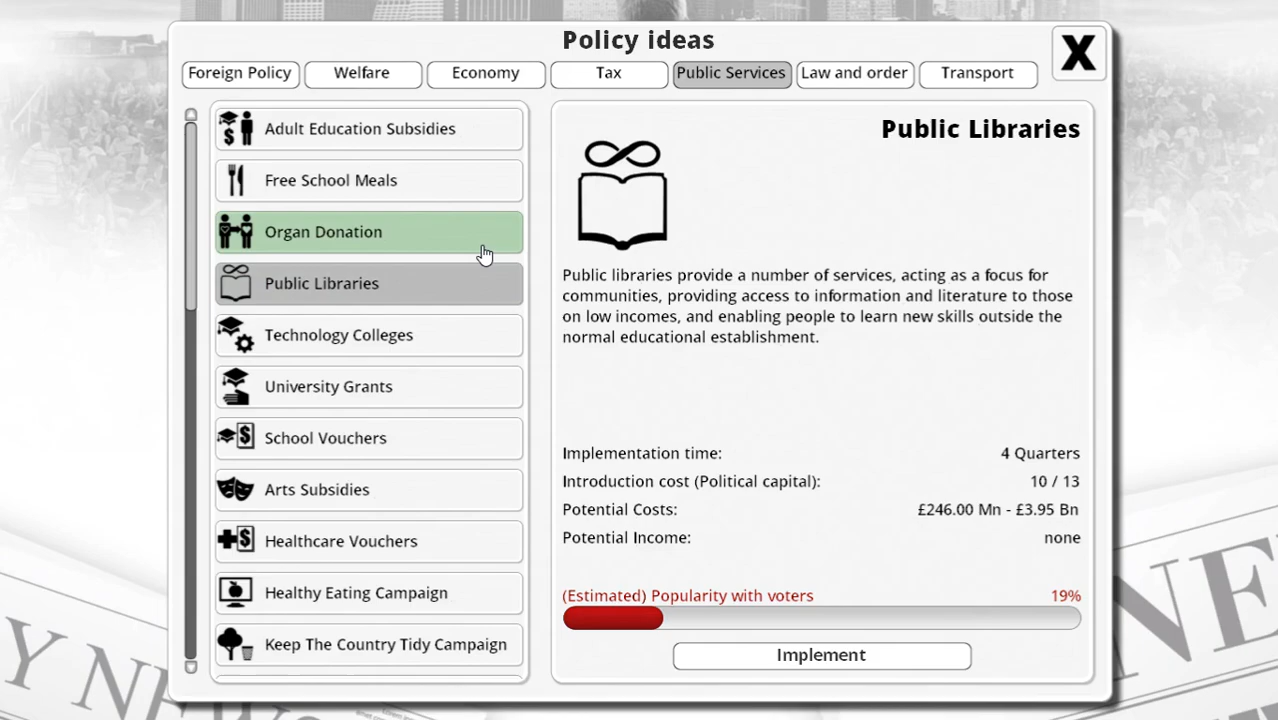 Policy ideas
X
Foreign Policy
Welfare
Economy
Tax
Public Services
Law and order
Transport
Adult Education Subsidies
Free School Meals
Organ Donation
Public Libraries
Technology Colleges
University Grants
School Vouchers
Arts Subsidies
Healthcare Vouchers
Healthy Eating Campaign
Keep The Country Tidy Campaign
Public Libraries
Public libraries provide a number of services, acting as a focus for
communities, providing access to information and literature to those
on low incomes, and enabling people to learn new skills outside the
normal educational establishment.
Implementation time: 4 Quarters
Introduction cost (Political capital): 10 / 13
Potential Costs: £246.00 Mn - £3.95 Bn
Potential Income: none
(Estimated) Popularity with voters 19%
Implement